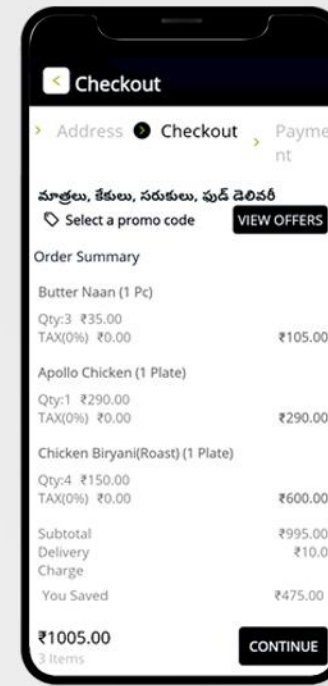 Checkout
Address Checkout Payme
nt
మాత్రలు, కేకులు, సరుకులు, ఫుడ్ డెలివరీ
Select a promo code VIEW OFFERS
Order Summary
Butter Naan (1 Pc)
Qty:3 ₹35.00
TAX(0%) ₹0.00 ₹105.00
Apollo Chicken (1 Plate)
Qty:1 ₹290.00
TAX(0%) ₹0.00 ₹290.00
Chicken Biryani(Roast) (1 Plate)
Qty:4 ₹150.00
TAX(0%) ₹0.00 ₹600.00
Subtotal ₹995.00
Delivery ₹10.0
Charge
You Saved ₹475.00
₹1005.00 CONTINUE
3 Items